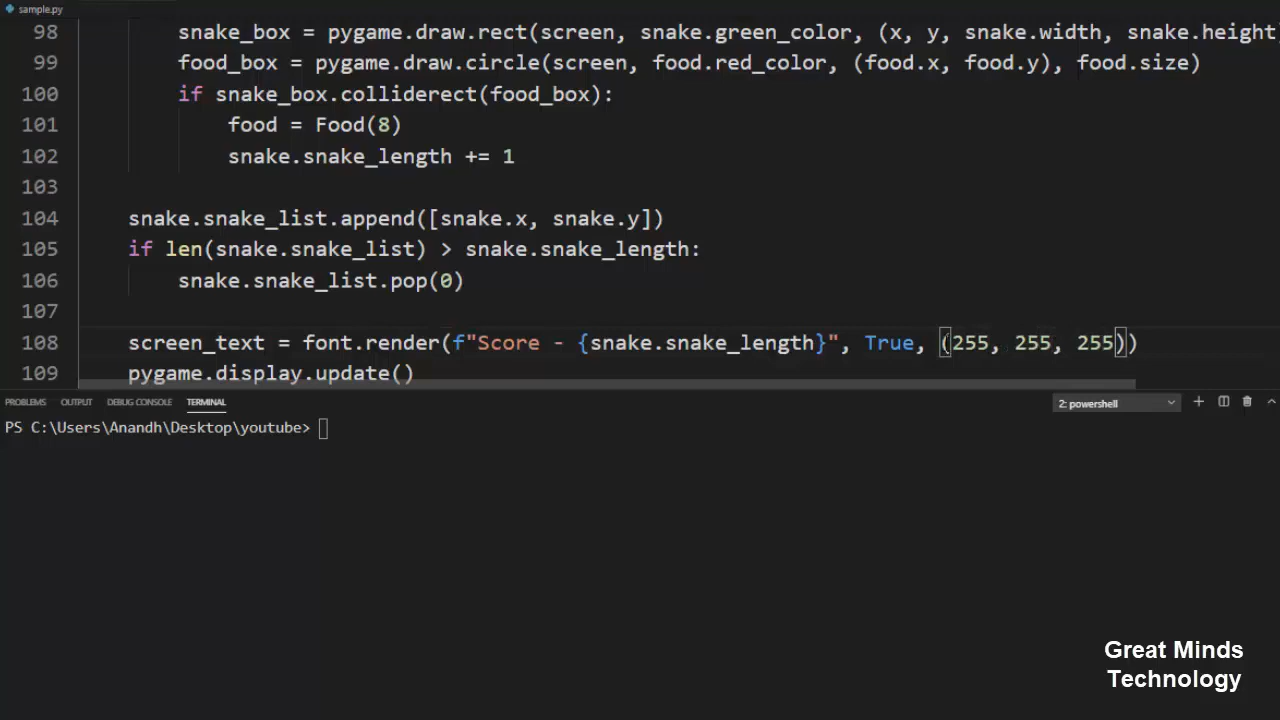 sample.py
98 snake_box = pygame.draw.rect(screen, snake.green_color, (x, y, snake.width, snake.height
99 food_box = pygame.draw.circle(screen, food.red_color, (food.x, food.y), food.size)
100 if snake_box.colliderect(food_box):
101 food = Food(8)
102 snake.snake_length += 1
103
104 snake.snake_list.append([snake.x, snake.y])
105 if len(snake.snake_list) > snake.snake_length:
106 snake.snake_list.pop(0)
107
108 screen_text = font.render(f"Score - {snake.snake_length}", True, (255, 255, 255))
109 pygame.display.update()
PROBLEMS OUTPUT DEBUG CONSOLE TERMINAL 2: powershell
PS C:\Users\Anandh\Desktop\youtube>
Great Minds
Technology